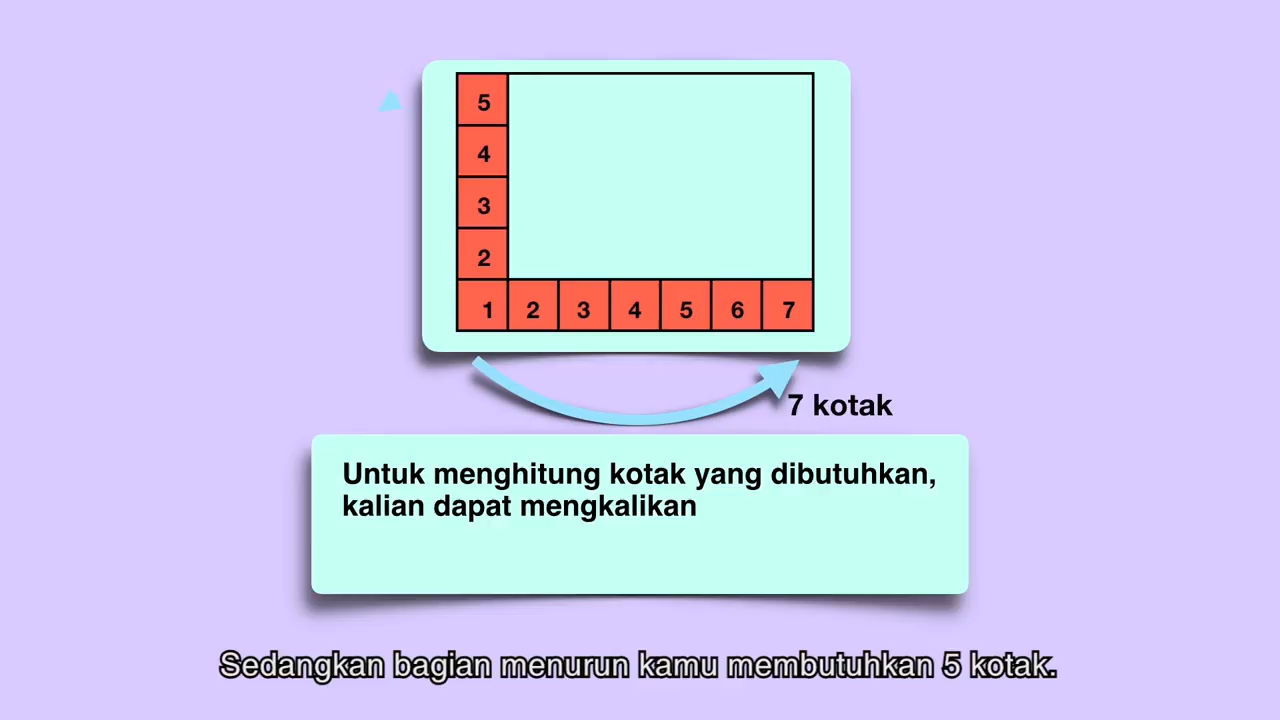 5
4
3
2
1 2 3 4 5 6 7
7 kotak
Untuk menghitung kotak yang dibutuhkan,
kalian dapat mengkalikan
Sedangkan bagian menurun kamu membutuhkan 5 kotak.